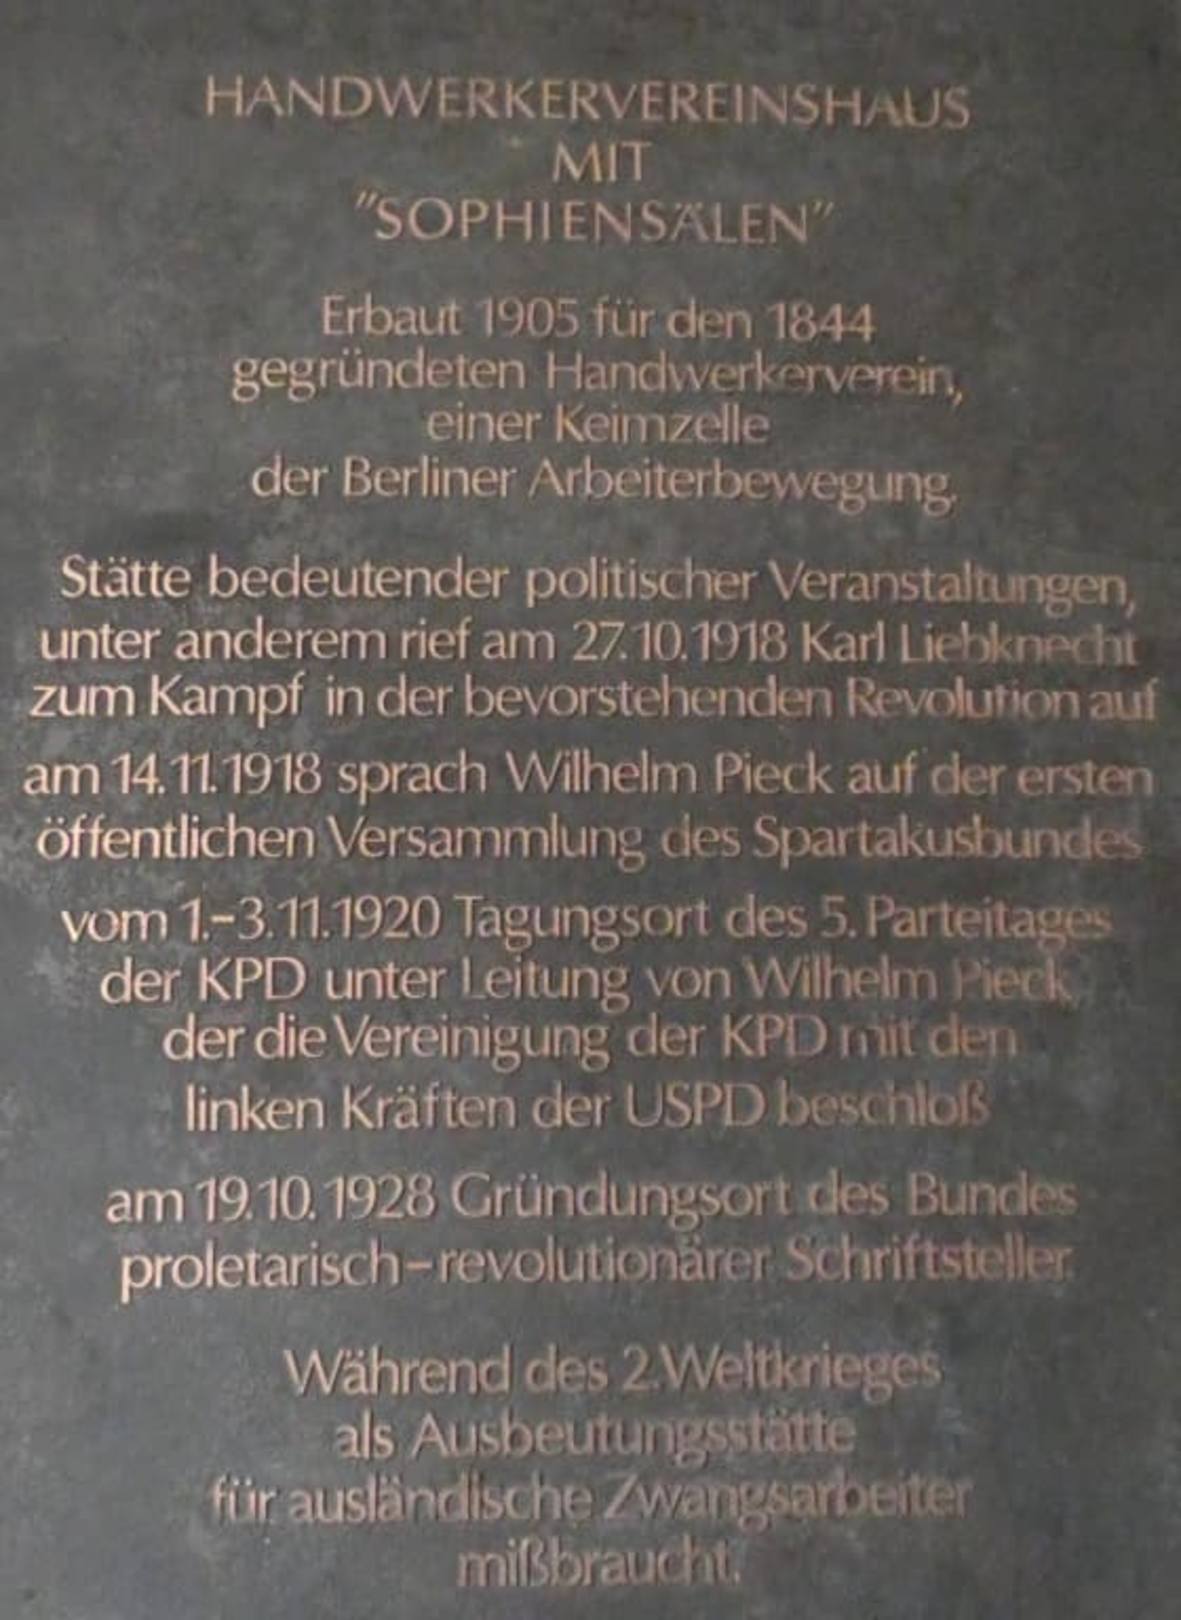 HANDWERKERVEREINSHAUS
MIT
"SOPHIENSÄLEN"
Erbaut 1905 für den 1844
gegründeten Handwerkerverein,
einer Keimzelle
der Berliner Arbeiterbewegung.
Stätte bedeutender politischer Veranstaltungen,
unter anderem rief am 27.10.1918 Karl Liebknecht
zum Kampf in der bevorstehenden Revolution auf
am 14.11.1918 sprach Wilhelm Pieck auf der ersten
öffentlichen Versammlung des Spartakusbundes
vom 1.–3.11.1920 Tagungsort des 5. Parteitages
der KPD unter Leitung von Wilhelm Pieck,
der die Vereinigung der KPD mit den
linken Kräften der USPD beschloß
am 19.10.1928 Gründungsort des Bundes
proletarisch–revolutionärer Schriftsteller.
Während des 2.Weltkrieges
als Ausbeutungsstätte
für ausländische Zwangsarbeiter
mißbraucht.